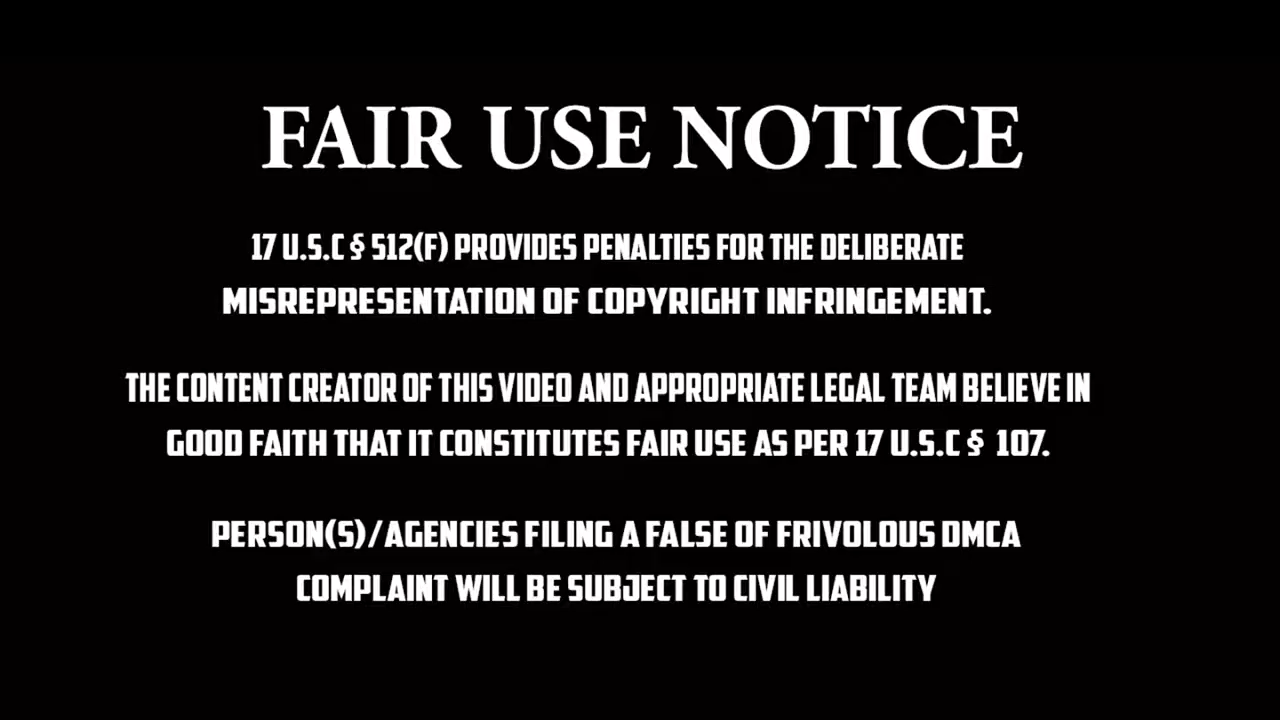 FAIR USE NOTICE
17 U.S.C § 512(F) PROVIDES PENALTIES FOR THE DELIBERATE
MISREPRESENTATION OF COPYRIGHT INFRINGEMENT.
THE CONTENT CREATOR OF THIS VIDEO AND APPROPRIATE LEGAL TEAM BELIEVE IN
GOOD FAITH THAT IT CONSTITUTES FAIR USE AS PER 17 U.S.C § 107.
PERSON(S)/AGENCIES FILING A FALSE OF FRIVOLOUS DMCA
COMPLAINT WILL BE SUBJECT TO CIVIL LIABILITY